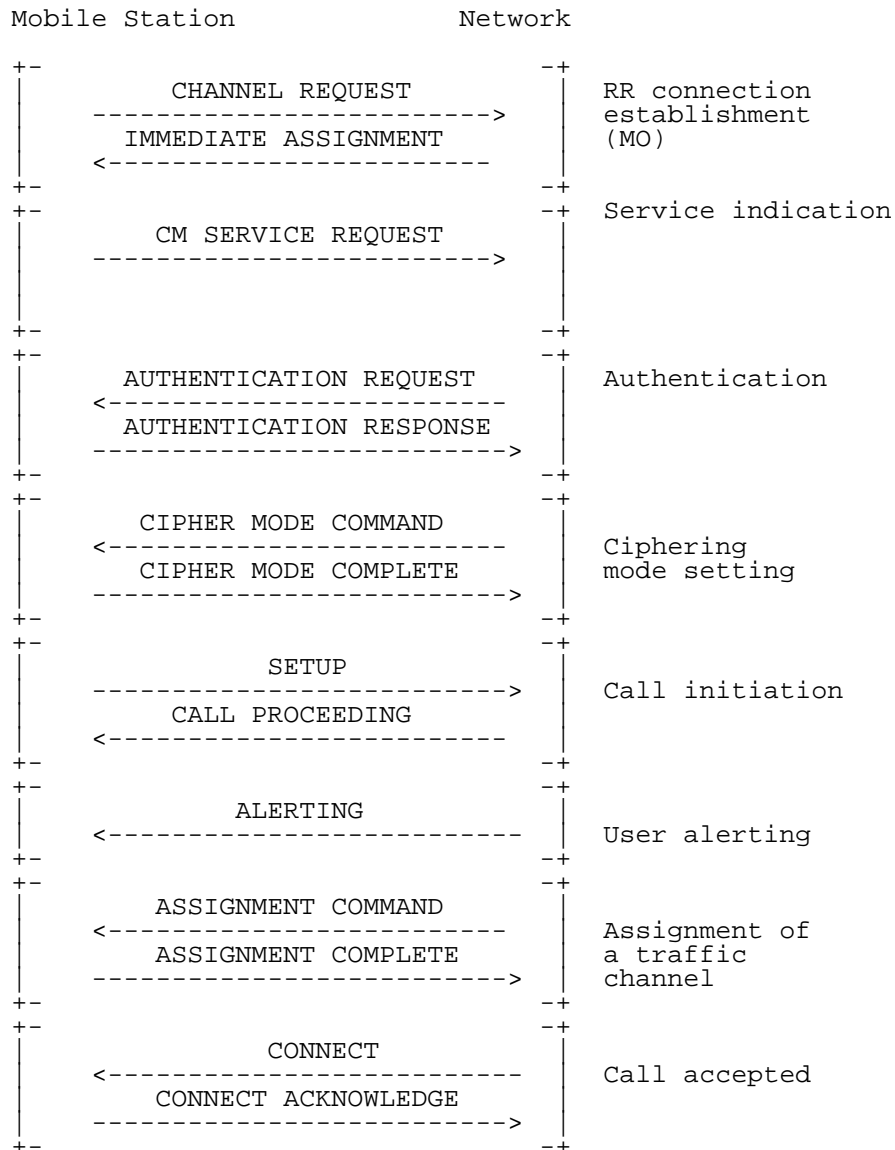 Mobile Station Network
CHANNEL REQUEST RR connection
establishment
IMMEDIATE ASSIGNMENT (MO)
Service indication
CM SERVICE REQUEST
AUTHENTICATION REQUEST Authentication
AUTHENTICATION RESPONSE
CIPHER MODE COMMAND
Ciphering
CIPHER MODE COMPLETE mode setting
SETUP
Call initiation
CALL PROCEEDING
ALERTING
User alerting
ASSIGNMENT COMMAND
Assignment of
ASSIGNMENT COMPLETE a traffic
channel
CONNECT
Call accepted
CONNECT ACKNOWLEDGE